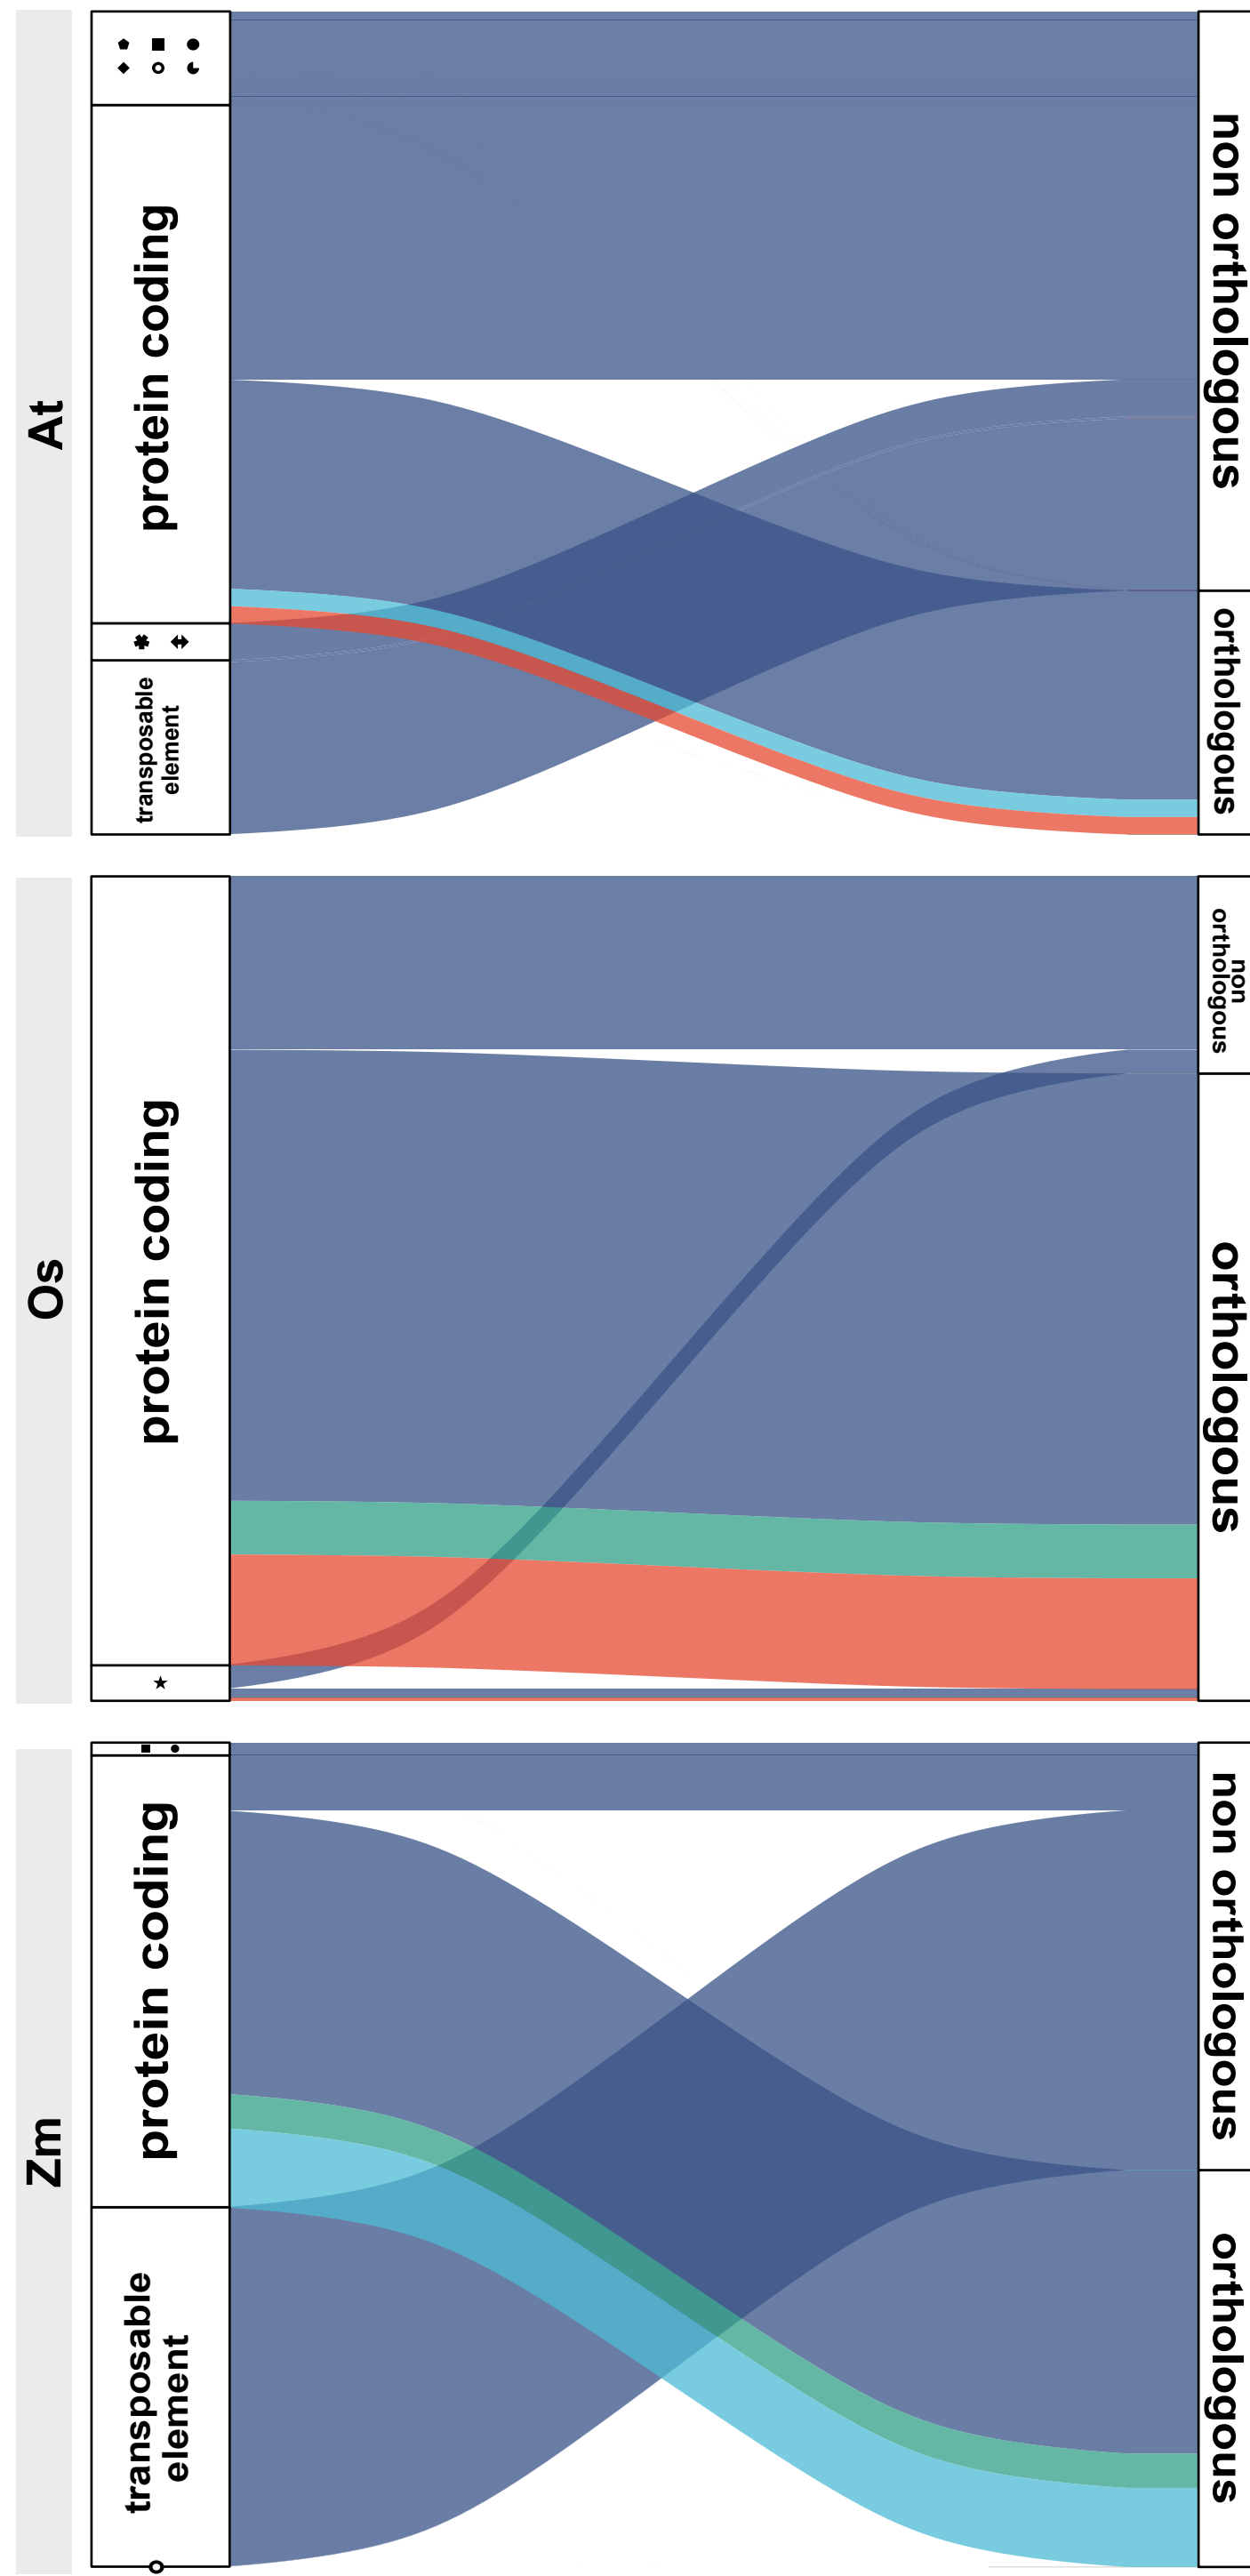 At
protein coding
transposable
element
non orthologous
orthologous
Os
protein coding
non
orthologous
orthologous
Zm
protein coding
transposable
element
non orthologous
orthologous